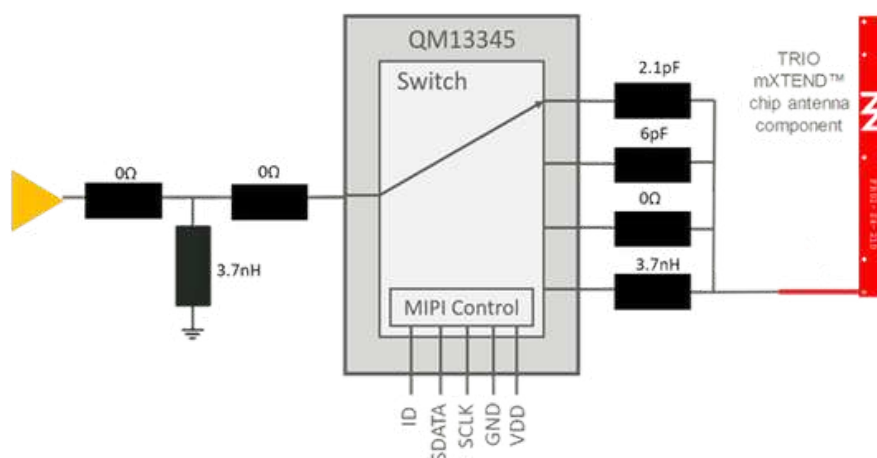 QM13345
Switch
0Ω
0Ω
3.7nH
2.1pF
6pF
0Ω
3.7nH
MIPI Control
ID
SDATA
SCLK
GND
VDD
TRIO
mXTEND™
chip antenna
component